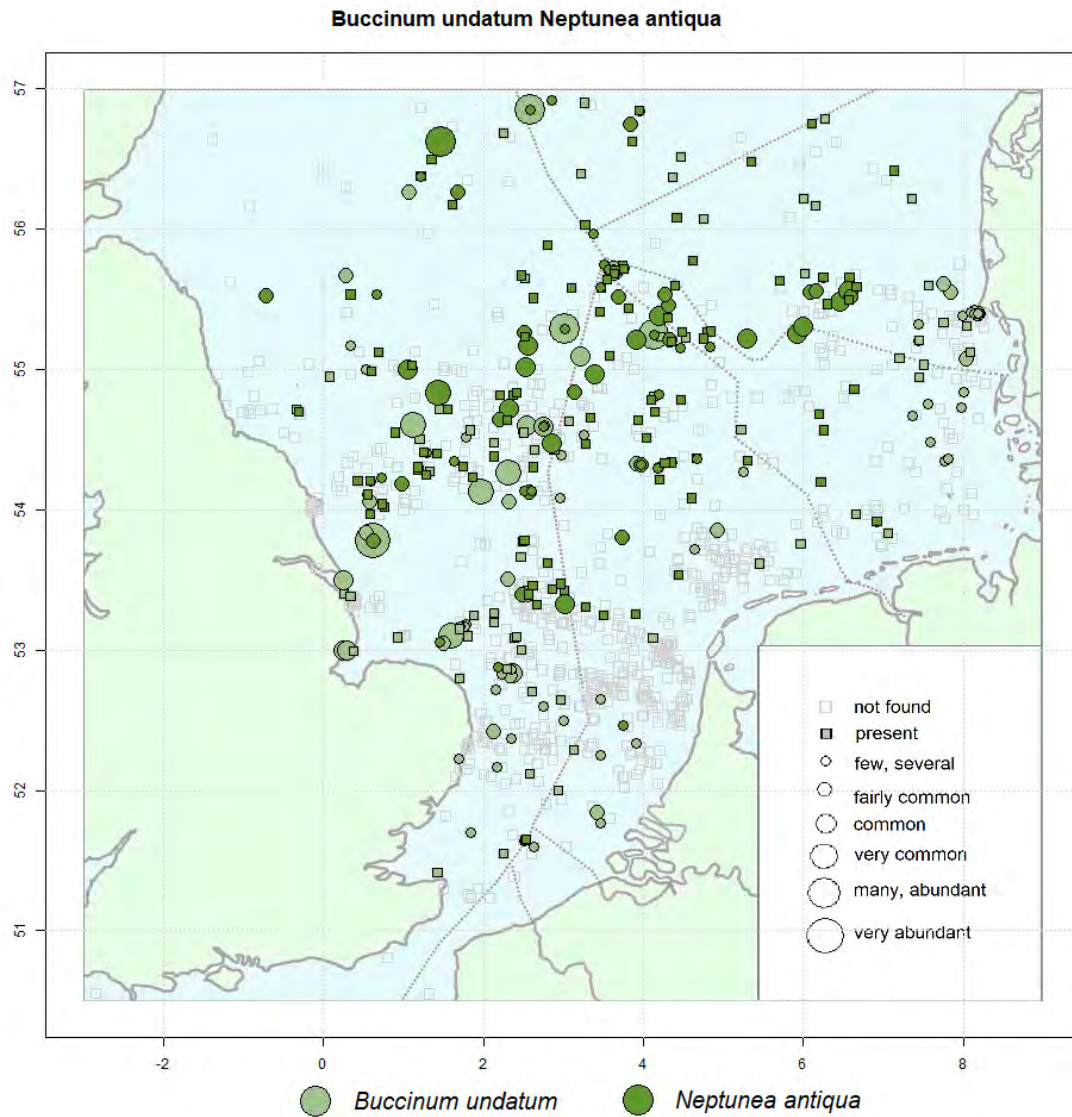 Buccinum undatum Neptunea antiqua
57
56
55
54
53
52
51
not found
present
few, several
fairly common
common
very common
many, abundant
very abundant
-2
0
2
4
6
8
Buccinum undatum
Neptunea antiqua